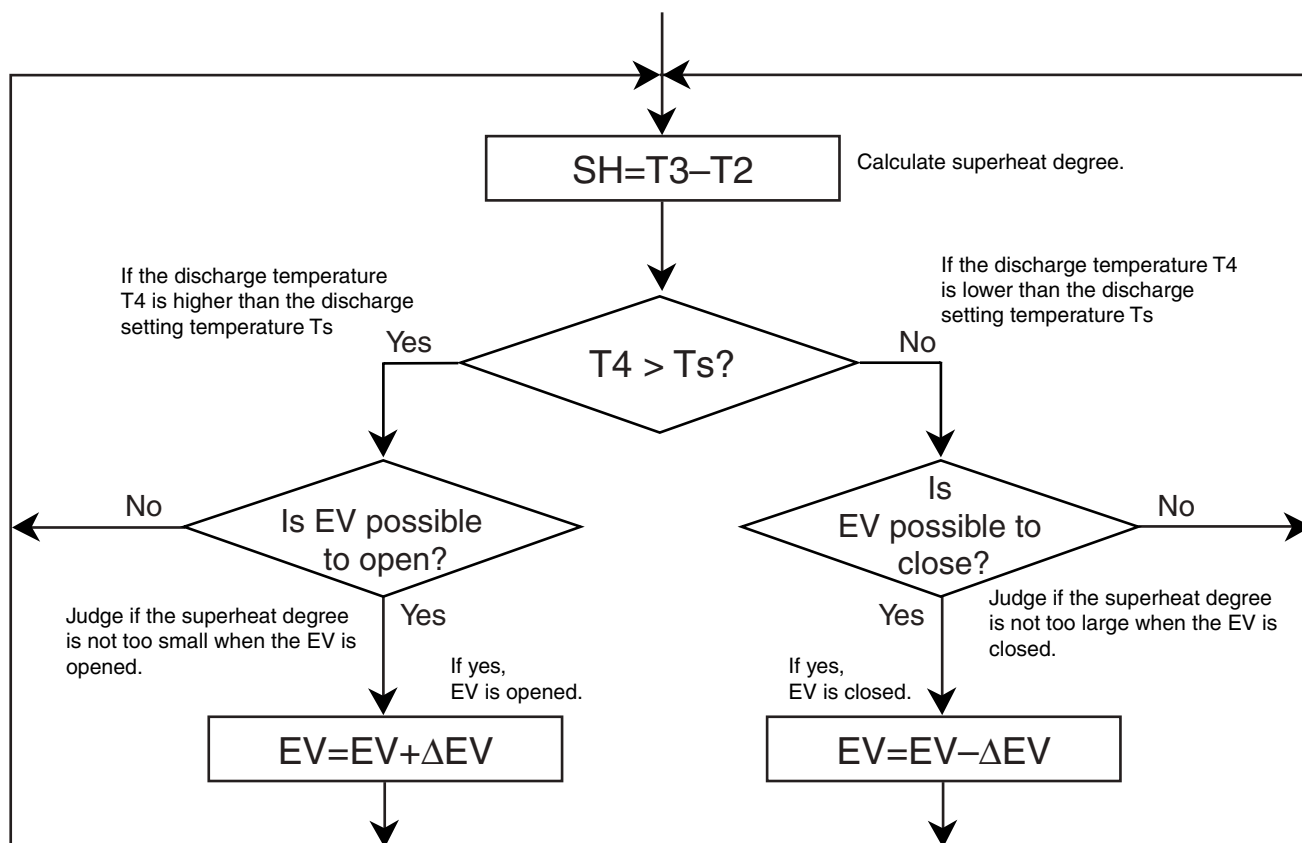 SH=T3–T2
Calculate superheat degree.
If the discharge temperature
T4 is higher than the discharge
setting temperature Ts
If the discharge temperature T4
is lower than the discharge
setting temperature Ts
Yes
No
T4 > Ts?
No
Is EV possible
to open?
Is
EV possible to
close?
No
Judge if the superheat degree
is not too small when the EV is
opened.
Yes
Yes
Judge if the superheat degree
is not too large when the EV is
closed.
If yes,
EV is opened.
If yes,
EV is closed.
EV=EV+ΔEV
EV=EV–ΔEV